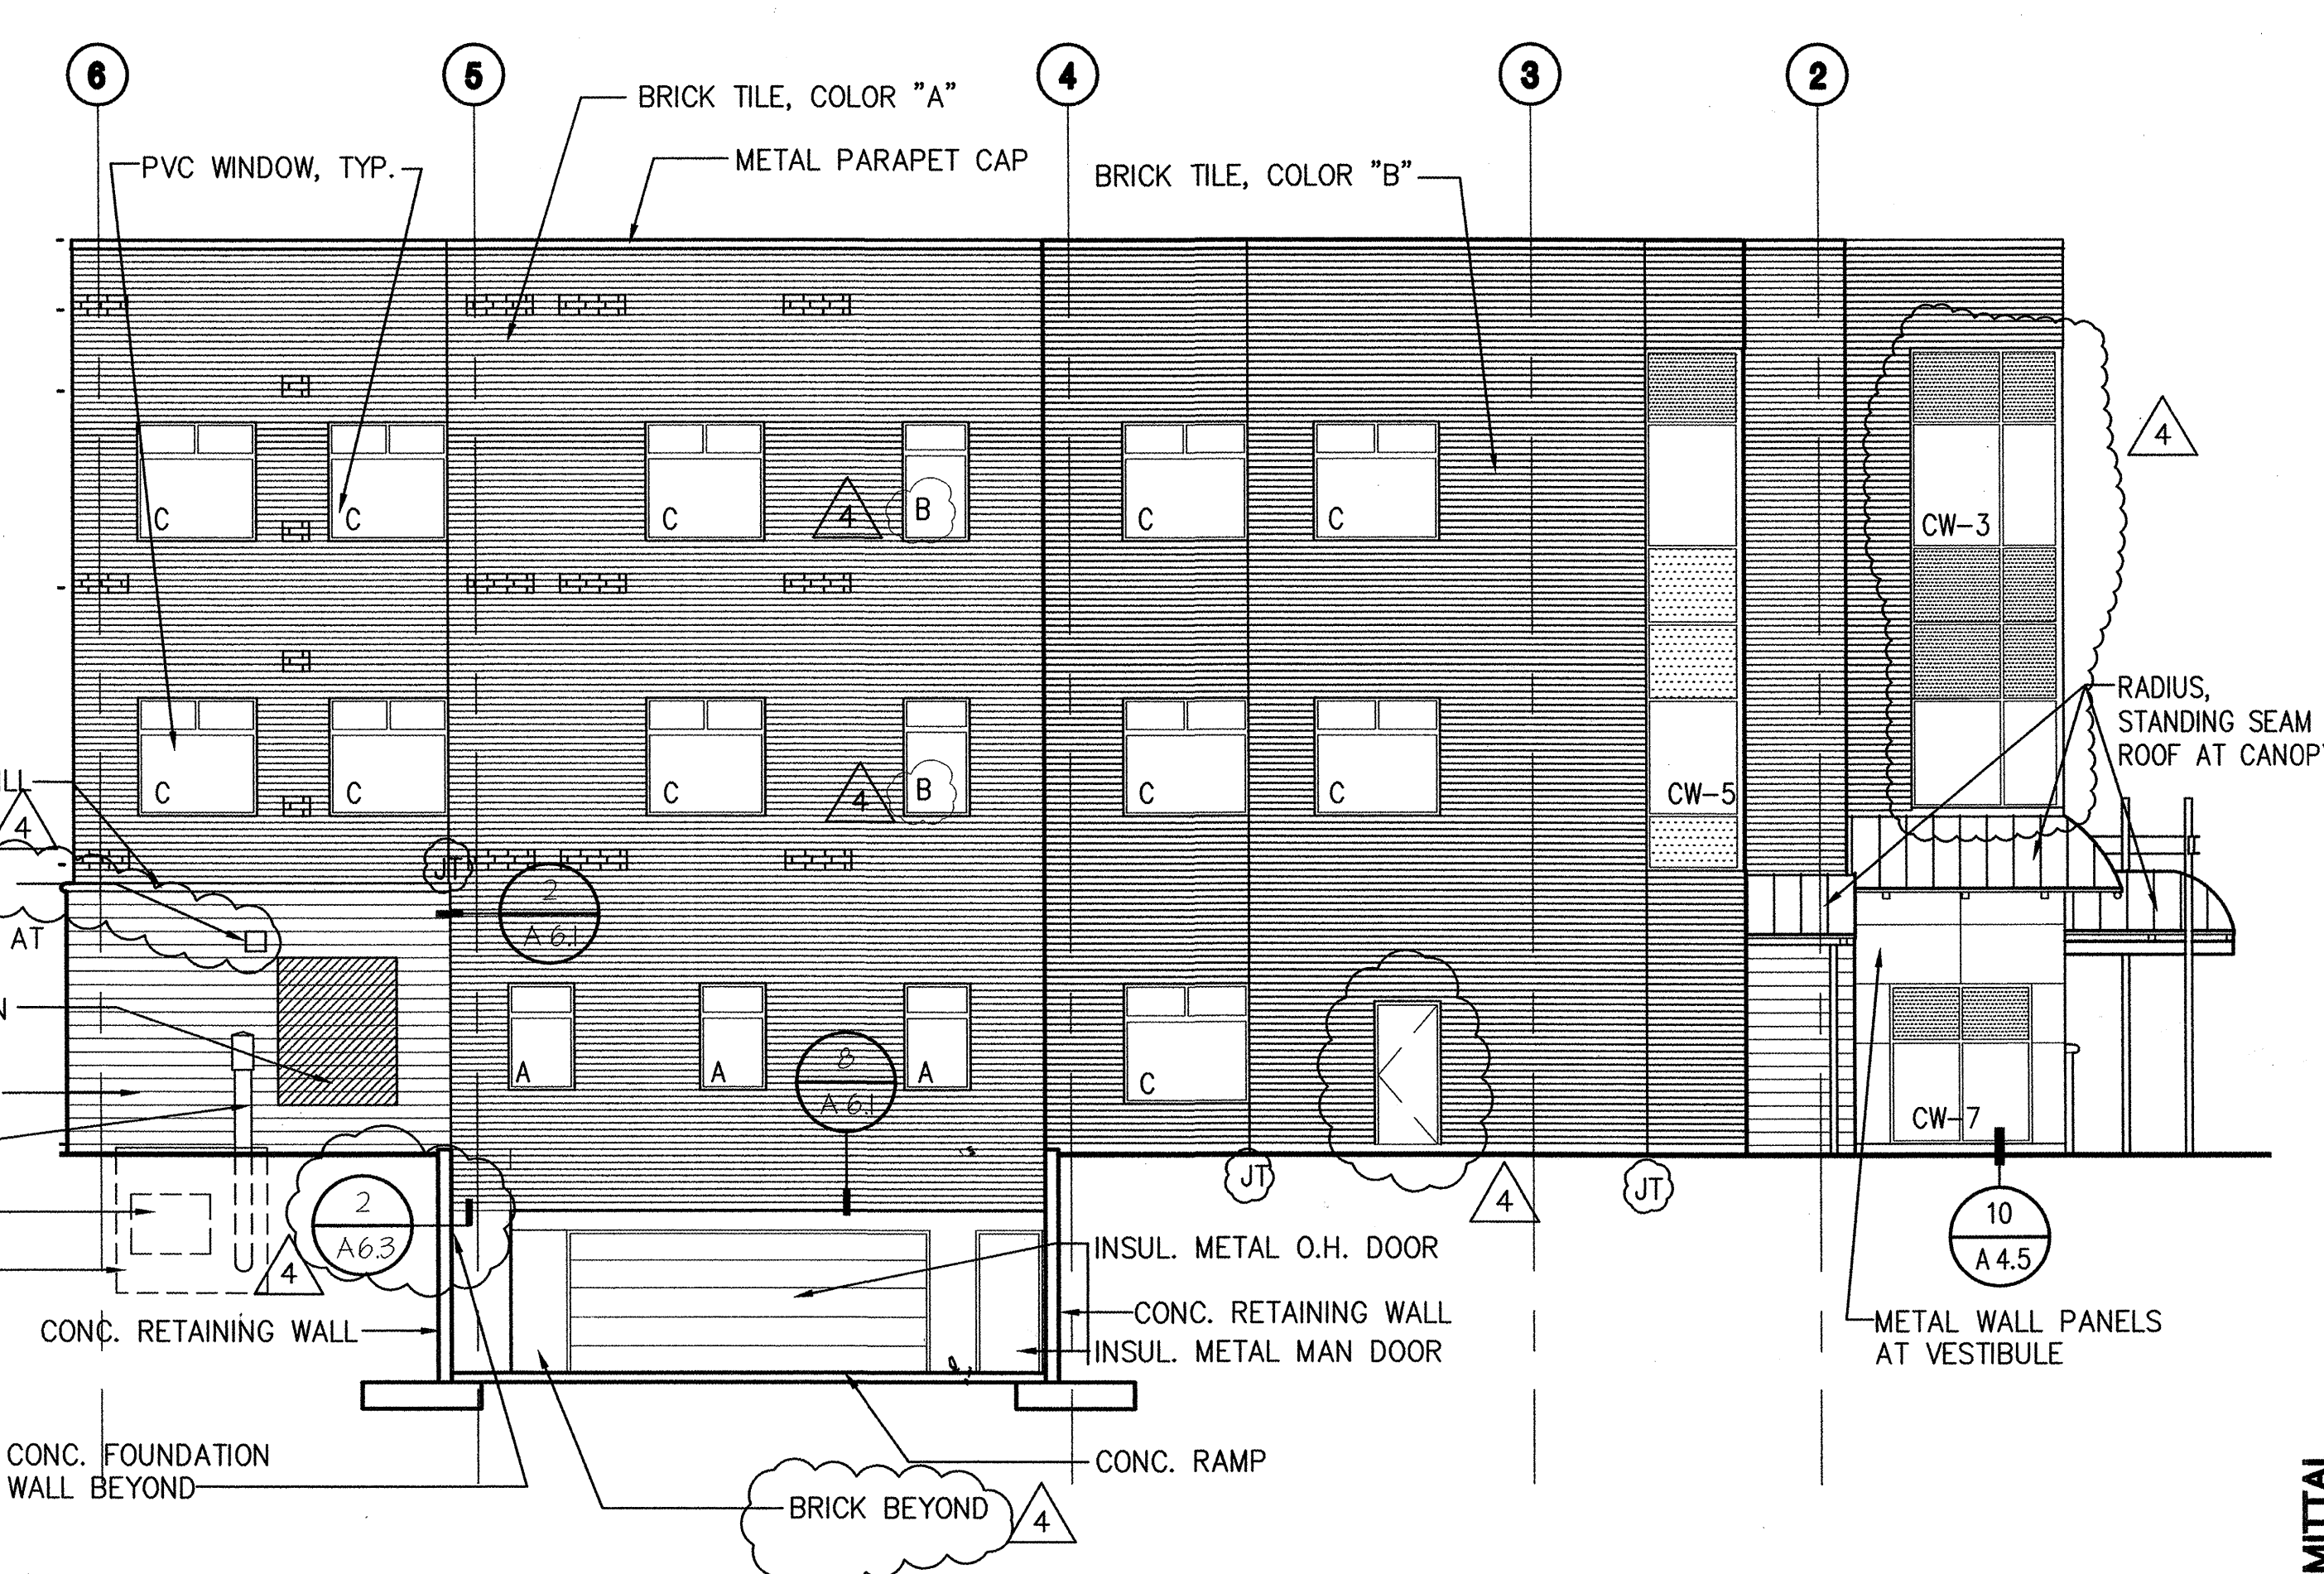 6
5
4
3
2
BRICK TILE, COLOR "A"
METAL PARAPET CAP
PVC WINDOW, TYP.
BRICK TILE, COLOR "B"
4
C
C
C
4
B
C
C
CW-3
RADIUS,
STANDING SEAM
ROOF AT CANOP
C
C
C
4
B
C
C
CW-5
4
JT
2
A6.1
AT
8
A6.1
A
A
A
C
CW-7
JT
4
JT
2
A6.3
4
10
A4.5
INSUL. METAL O.H. DOOR
CONC. RETAINING WALL
CONC. RETAINING WALL
INSUL. METAL MAN DOOR
METAL WALL PANELS
AT VESTIBULE
CONC. FOUNDATION
WALL BEYOND
CONC. RAMP
BRICK BEYOND
4